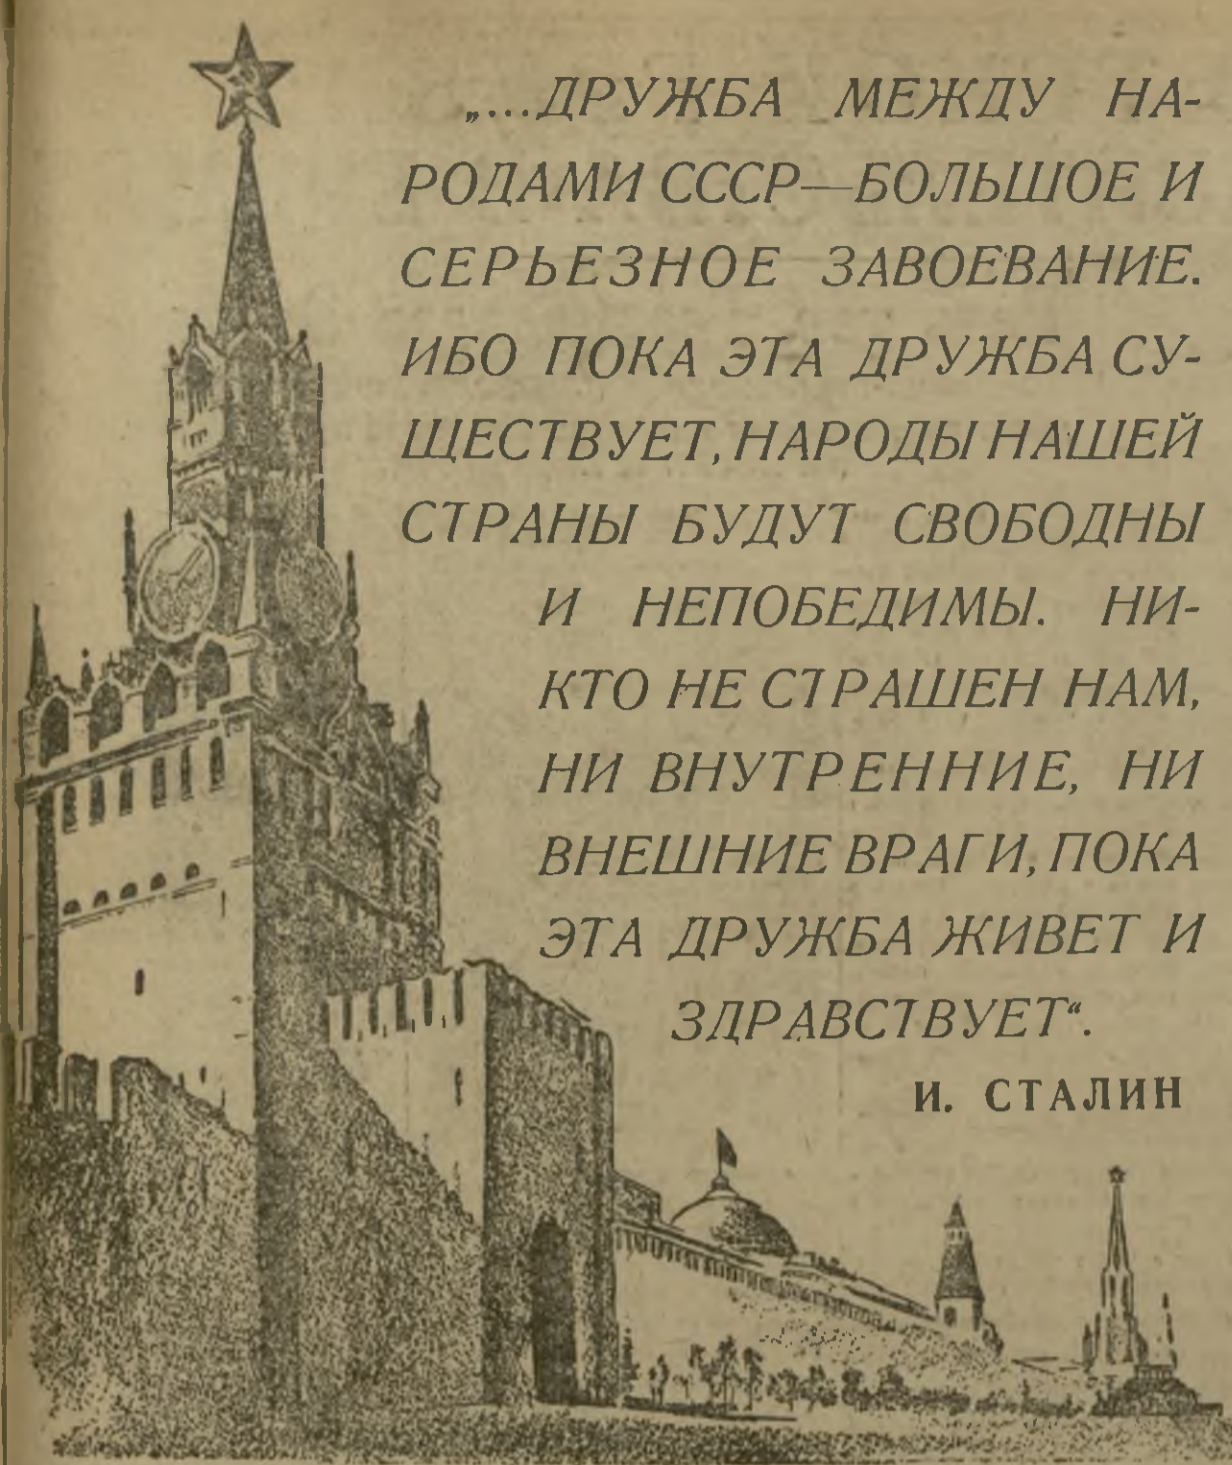 „...ДРУЖБА МЕЖДУ НА-
РОДАМИ СССР—БОЛЬШОЕ И
СЕРЬЕЗНОЕ ЗАВОЕВАНИЕ.
ИБО ПОКА ЭТА ДРУЖБА СУ-
ЩЕСТВУЕТ, НАРОДЫ НАШЕЙ
СТРАНЫ БУДУТ СВОБОДНЫ
И НЕПОБЕДИМЫ. НИ-
КТО НЕ СТРАШЕН НАМ,
НИ ВНУТРЕННИЕ, НИ
ВНЕШНИЕ ВРАГИ, ПОКА
ЭТА ДРУЖБА ЖИВЕТ И
ЗДРАВСТВУЕТ“.
И. СТАЛИН